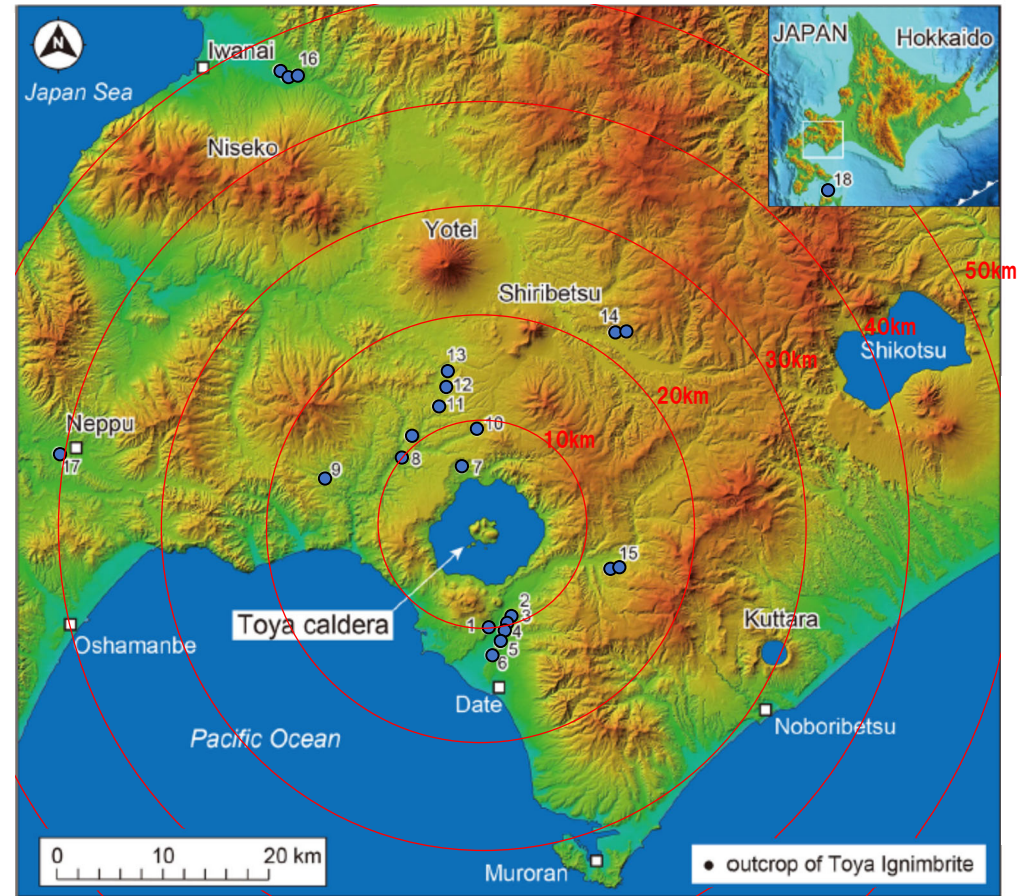 N
Iwanai
16
JAPAN
Hokkaido
Japan Sea
Niseko
18
Yotei
50km
Shiribetsu
14
40km
Shikotsu
30km
13
12
20km
11
Neppu
10
10km
17
8
7
9
15
2
Toya caldera
1
3
4
Kuttara
5
Oshamanbe
6
Date
Noboribetsu
Pacific Ocean
0 10 20 km
Muroran
outcrop of Toya Ignimbrite